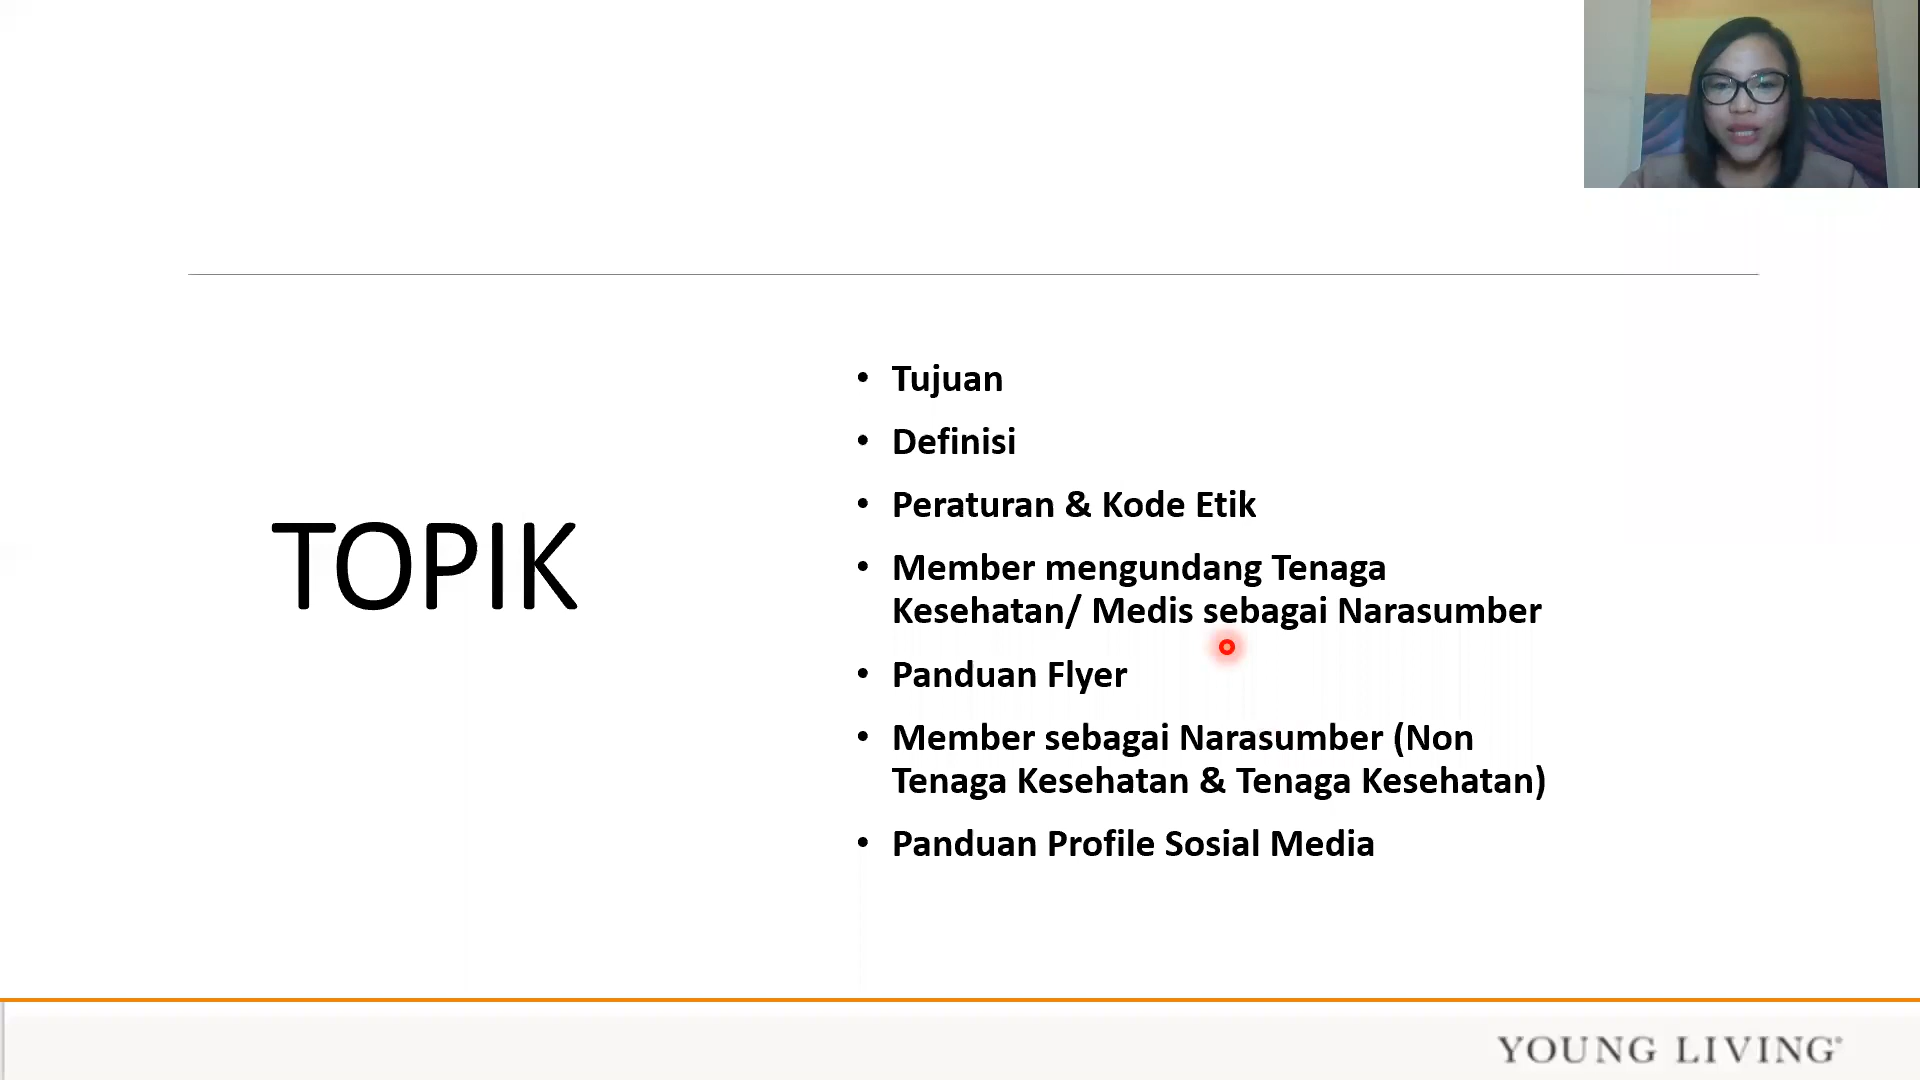 TOPIK
• Tujuan
• Definisi
• Peraturan & Kode Etik
• Member mengundang Tenaga
Kesehatan/ Medis sebagai Narasumber
• Panduan Flyer
• Member sebagai Narasumber (Non
Tenaga Kesehatan & Tenaga Kesehatan)
• Panduan Profile Sosial Media
YOUNG LIVING®